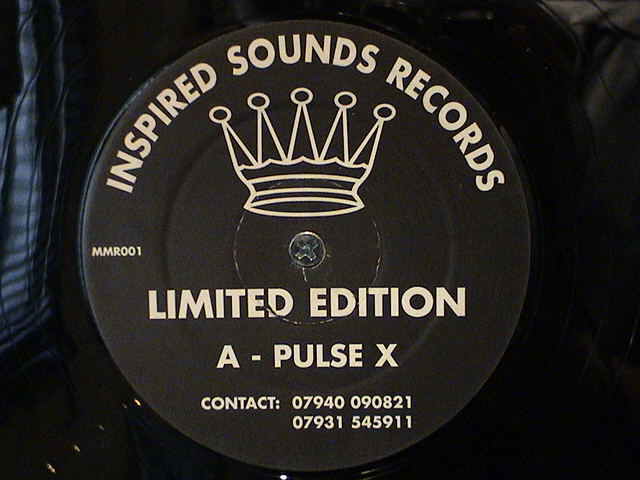 INSPIRED SOUNDS RECORDS
MMR001
LIMITED EDITION
A - PULSE X
CONTACT: 07940 090821
07931 545911